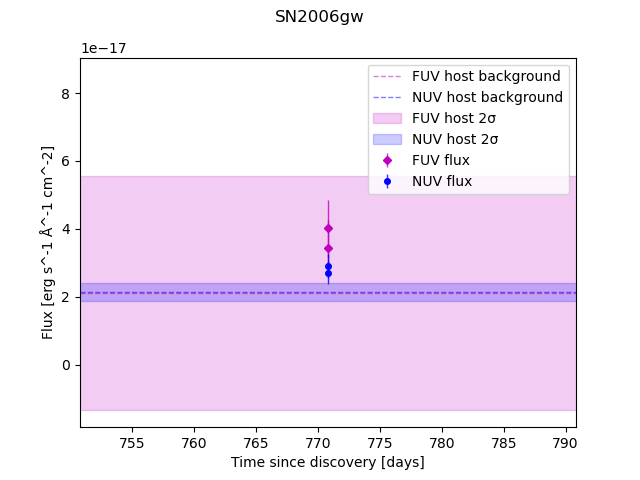 SN2006gw
1e−17
FUV host background
NUV host background
FUV host 2σ
NUV host 2σ
FUV flux
NUV flux
8
6
4
2
0
Flux [erg s^-1 Å^-1 cm^-2]
755 760 765 770 775 780 785 790
Time since discovery [days]